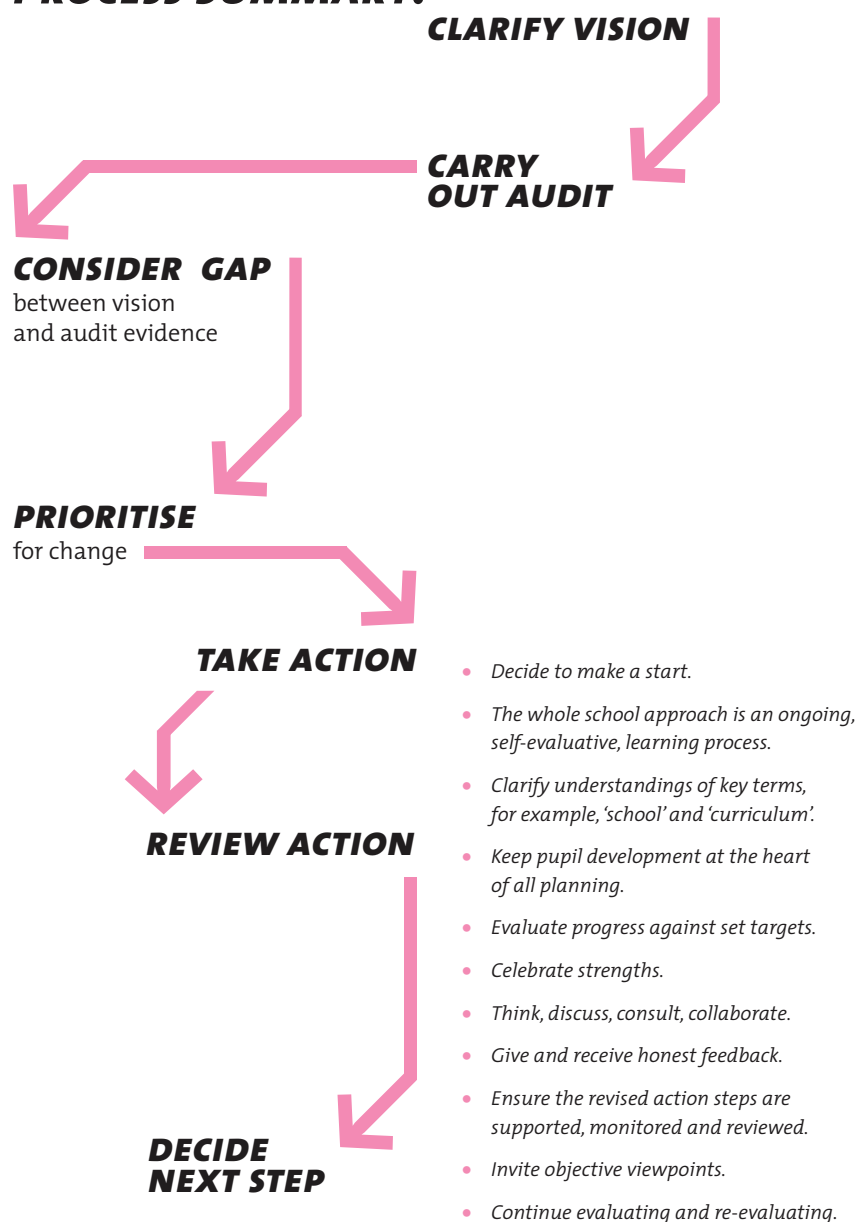 PROCESS SUMMARY:
CLARIFY VISION
CARRY
OUT AUDIT
CONSIDER GAP
between vision
and audit evidence
PRIORITISE
for change
TAKE ACTION
REVIEW ACTION
DECIDE
NEXT STEP
• Decide to make a start.
• The whole school approach is an ongoing,
self-evaluative, learning process.
• Clarify understandings of key terms,
for example, ‘school’ and ‘curriculum’.
• Keep pupil development at the heart
of all planning.
• Evaluate progress against set targets.
• Celebrate strengths.
• Think, discuss, consult, collaborate.
• Give and receive honest feedback.
• Ensure the revised action steps are
supported, monitored and reviewed.
• Invite objective viewpoints.
• Continue evaluating and re-evaluating.